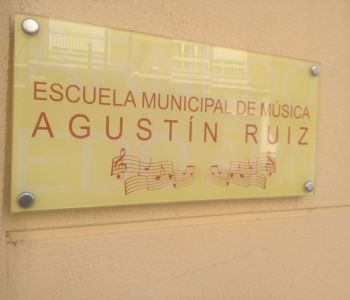 ESCUELA MUNICIPAL DE MÚSICA
AGUSTÍN RUIZ